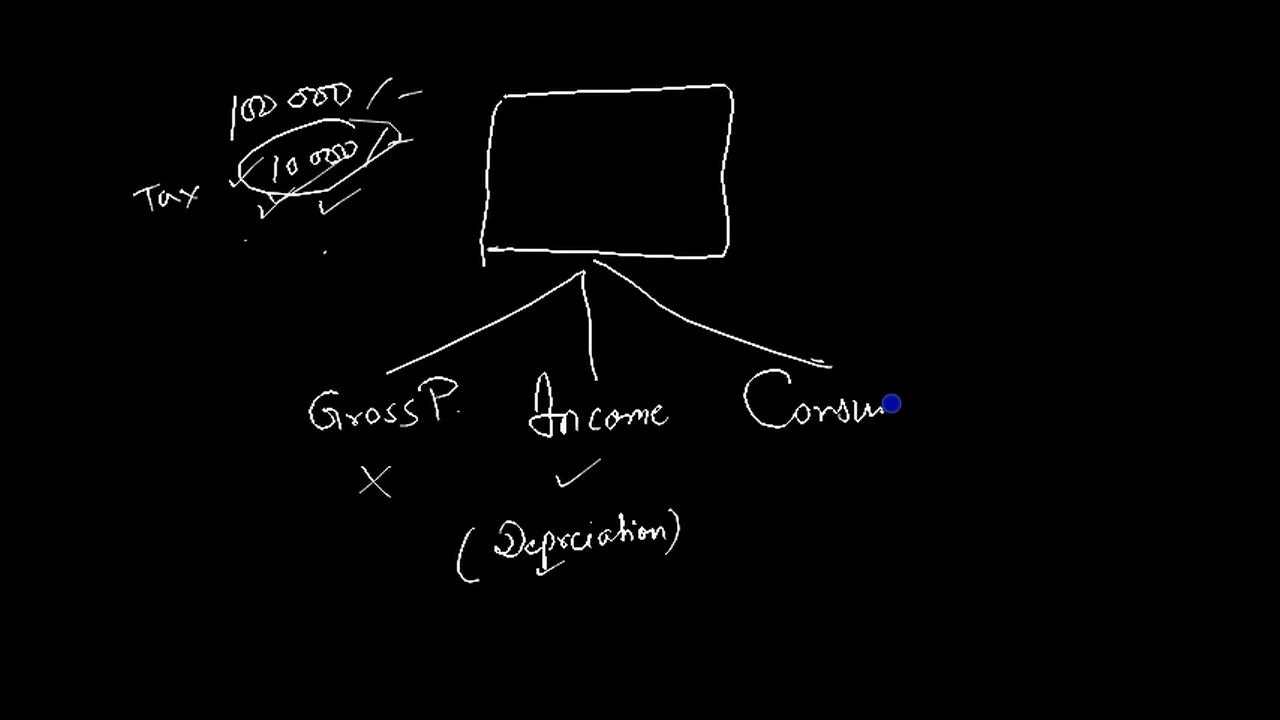 100 000/-
10 000/-
Tax
Gross P. Income Consu
X ✓
(Depreciation)